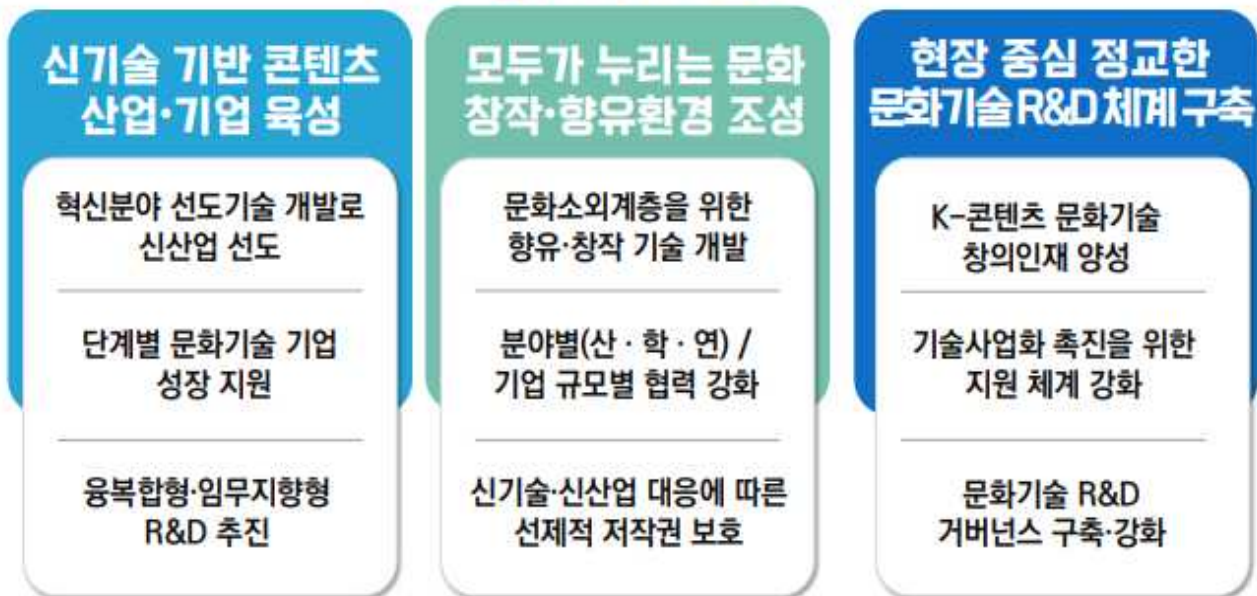 신기술 기반 콘텐츠
산업·기업 육성
혁신분야 선도기술 개발로
신산업 선도
단계별 문화기술 기업
성장 지원
융복합형·임무지향형
R&D 추진
모두가 누리는 문화
창작·향유환경 조성
문화소외계층을 위한
향유·창작 기술 개발
분야별(산·학·연) /
기업 규모별 협력 강화
신기술·신산업 대응에 따른
선제적 저작권 보호
현장 중심 정교한
문화기술 R&D 체계 구축
K-콘텐츠 문화기술
창의인재 양성
기술사업화 촉진을 위한
지원 체계 강화
문화기술 R&D
거버넌스 구축·강화